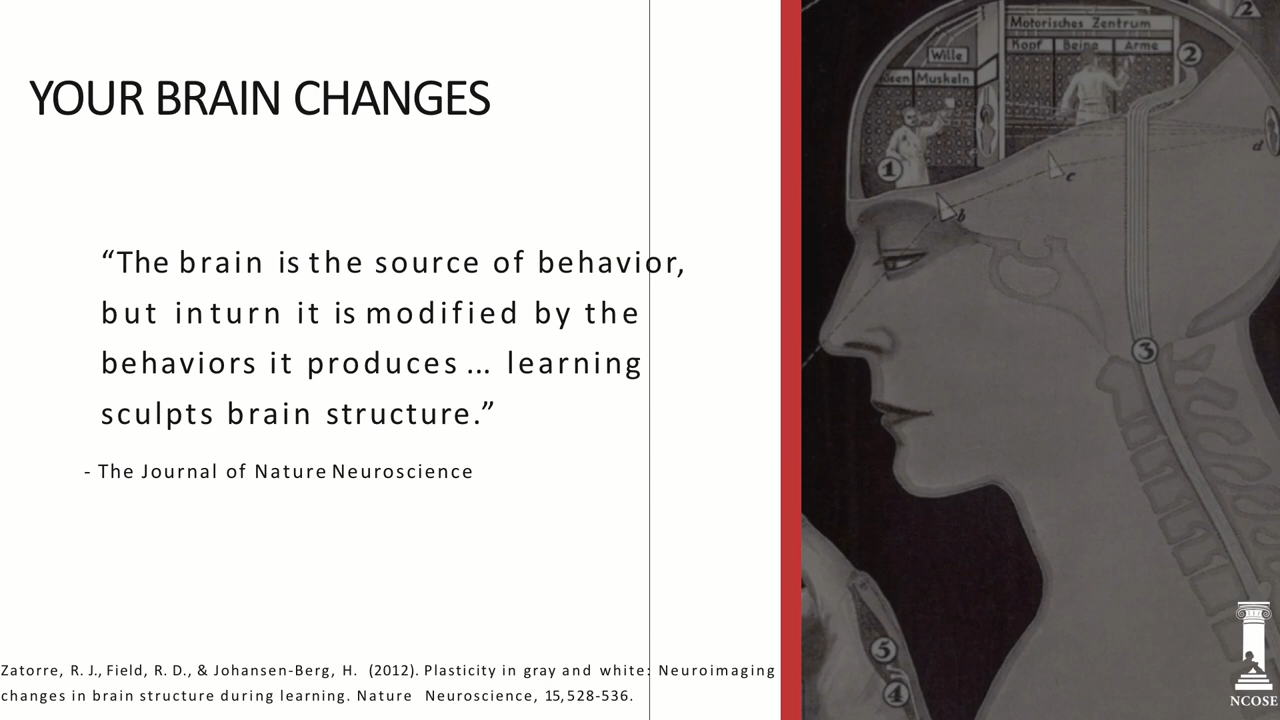 YOUR BRAIN CHANGES
“The brain is the source of behavior,
but in turn it is modified by the
behaviors it produces ... learning
sculpts brain structure.”
- The Journal of Nature Neuroscience
Zatorre, R. J., Field, R. D., & Johansen-Berg, H. (2012). Plasticity in gray and white: Neuroimaging
changes in brain structure during learning. Nature Neuroscience, 15, 528-536.
Motorisches Zentrum
Kopf Beine Arme
Wille
Muskeln
2
2
1
b
c
d
3
5
4
NCOSE